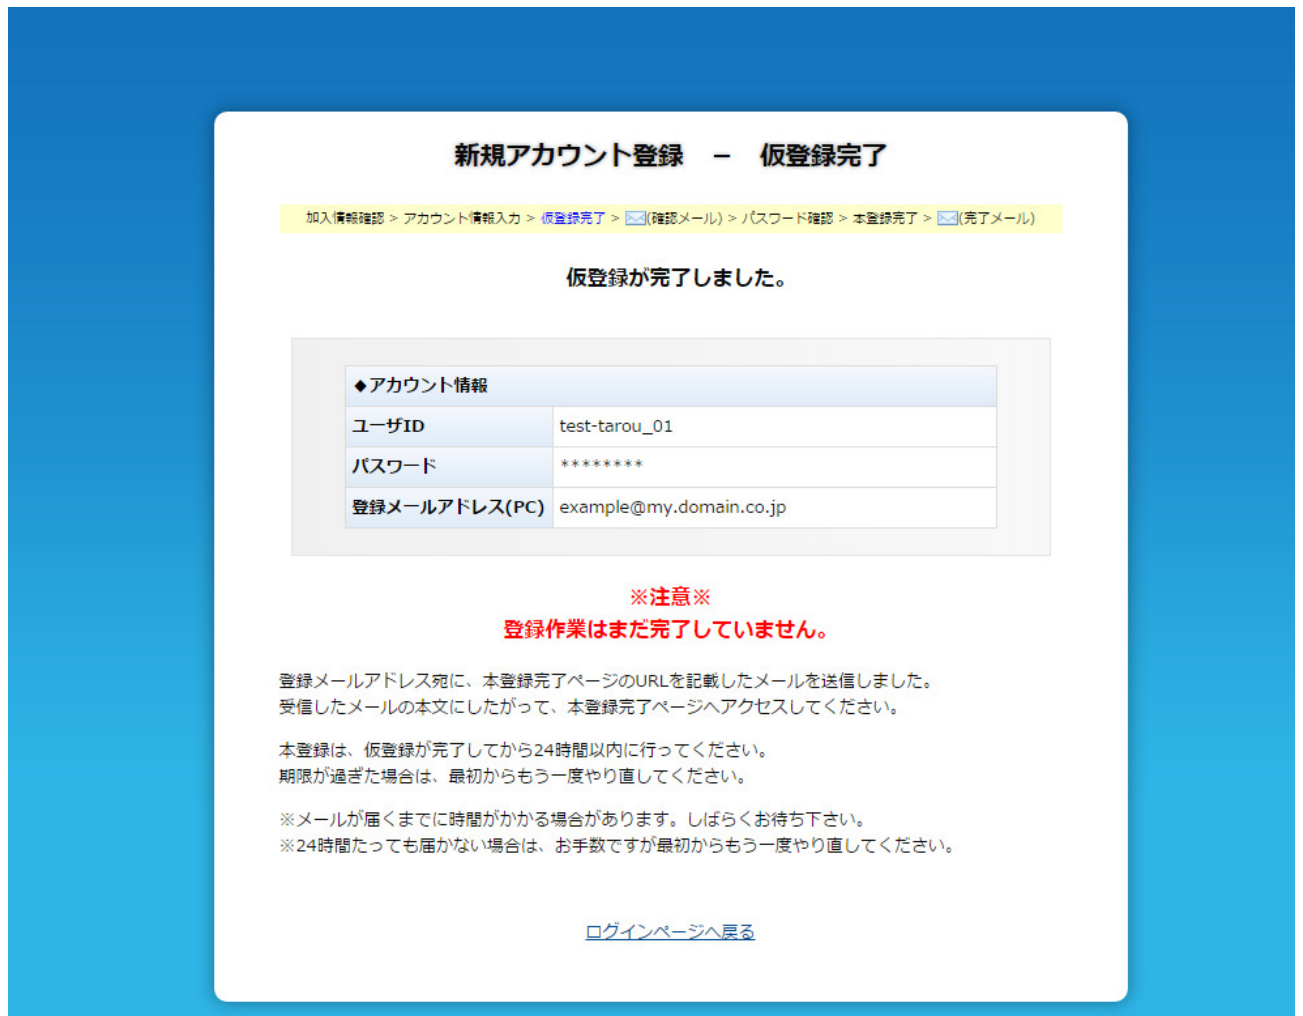 新規アカウント登録　－　仮登録完了
加入情報確認 > アカウント情報入力 > 仮登録完了 > (確認メール) > パスワード確認 > 本登録完了 > (完了メール)
仮登録が完了しました。
◆アカウント情報
ユーザID test-tarou_01
パスワード ********
登録メールアドレス(PC) example@my.domain.co.jp
※注意※
登録作業はまだ完了していません。
登録メールアドレス宛に、本登録完了ページのURLを記載したメールを送信しました。
受信したメールの本文にしたがって、本登録完了ページへアクセスしてください。
本登録は、仮登録が完了してから24時間以内に行ってください。
期限が過ぎた場合は、最初からもう一度やり直してください。
※メールが届くまでに時間がかかる場合があります。しばらくお待ち下さい。
※24時間たっても届かない場合は、お手数ですが最初からもう一度やり直してください。
ログインページへ戻る